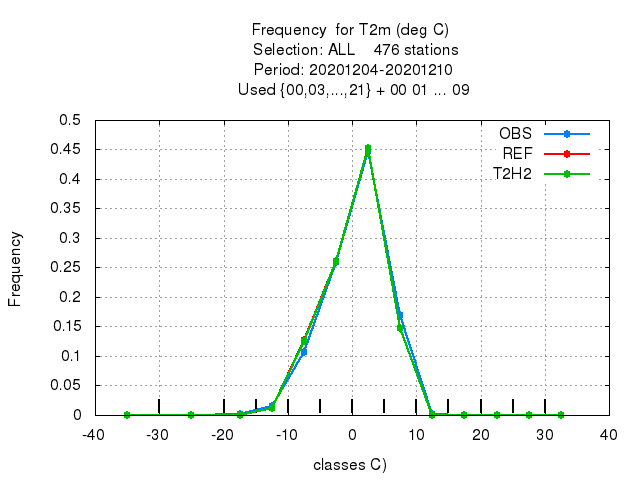 Frequency  for T2m (deg C)
Selection: ALL    476 stations
Period: 20201204-20201210
Used {00,03,...,21} + 00 01 ... 09
0.5
0.45
0.4
0.35
0.3
0.25
0.2
0.15
0.1
0.05
0
Frequency
OBS
REF
T2H2
-40 -30 -20 -10 0 10 20 30 40
classes C)